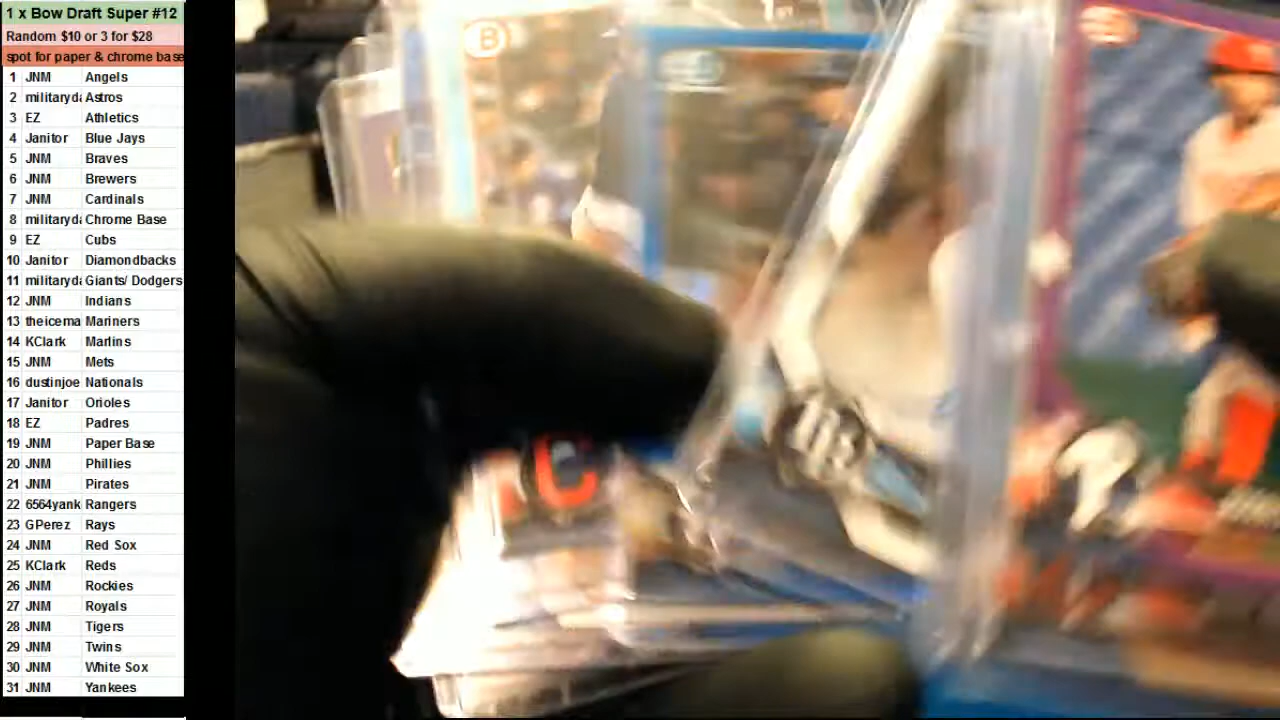 1 x Bow Draft Super #12
Random $10 or 3 for $28
spot for paper & chrome base
1 JNM Angels
2 militaryda Astros
3 EZ Athletics
4 Janitor Blue Jays
5 JNM Braves
6 JNM Brewers
7 JNM Cardinals
8 militaryda Chrome Base
9 EZ Cubs
10 Janitor Diamondbacks
11 militaryda Giants/ Dodgers
12 JNM Indians
13 theicema Mariners
14 KClark Marlins
15 JNM Mets
16 dustinjoe Nationals
17 Janitor Orioles
18 EZ Padres
19 JNM Paper Base
20 JNM Phillies
21 JNM Pirates
22 6564yank Rangers
23 GPerez Rays
24 JNM Red Sox
25 KClark Reds
26 JNM Rockies
27 JNM Royals
28 JNM Tigers
29 JNM Twins
30 JNM White Sox
31 JNM Yankees
B
C